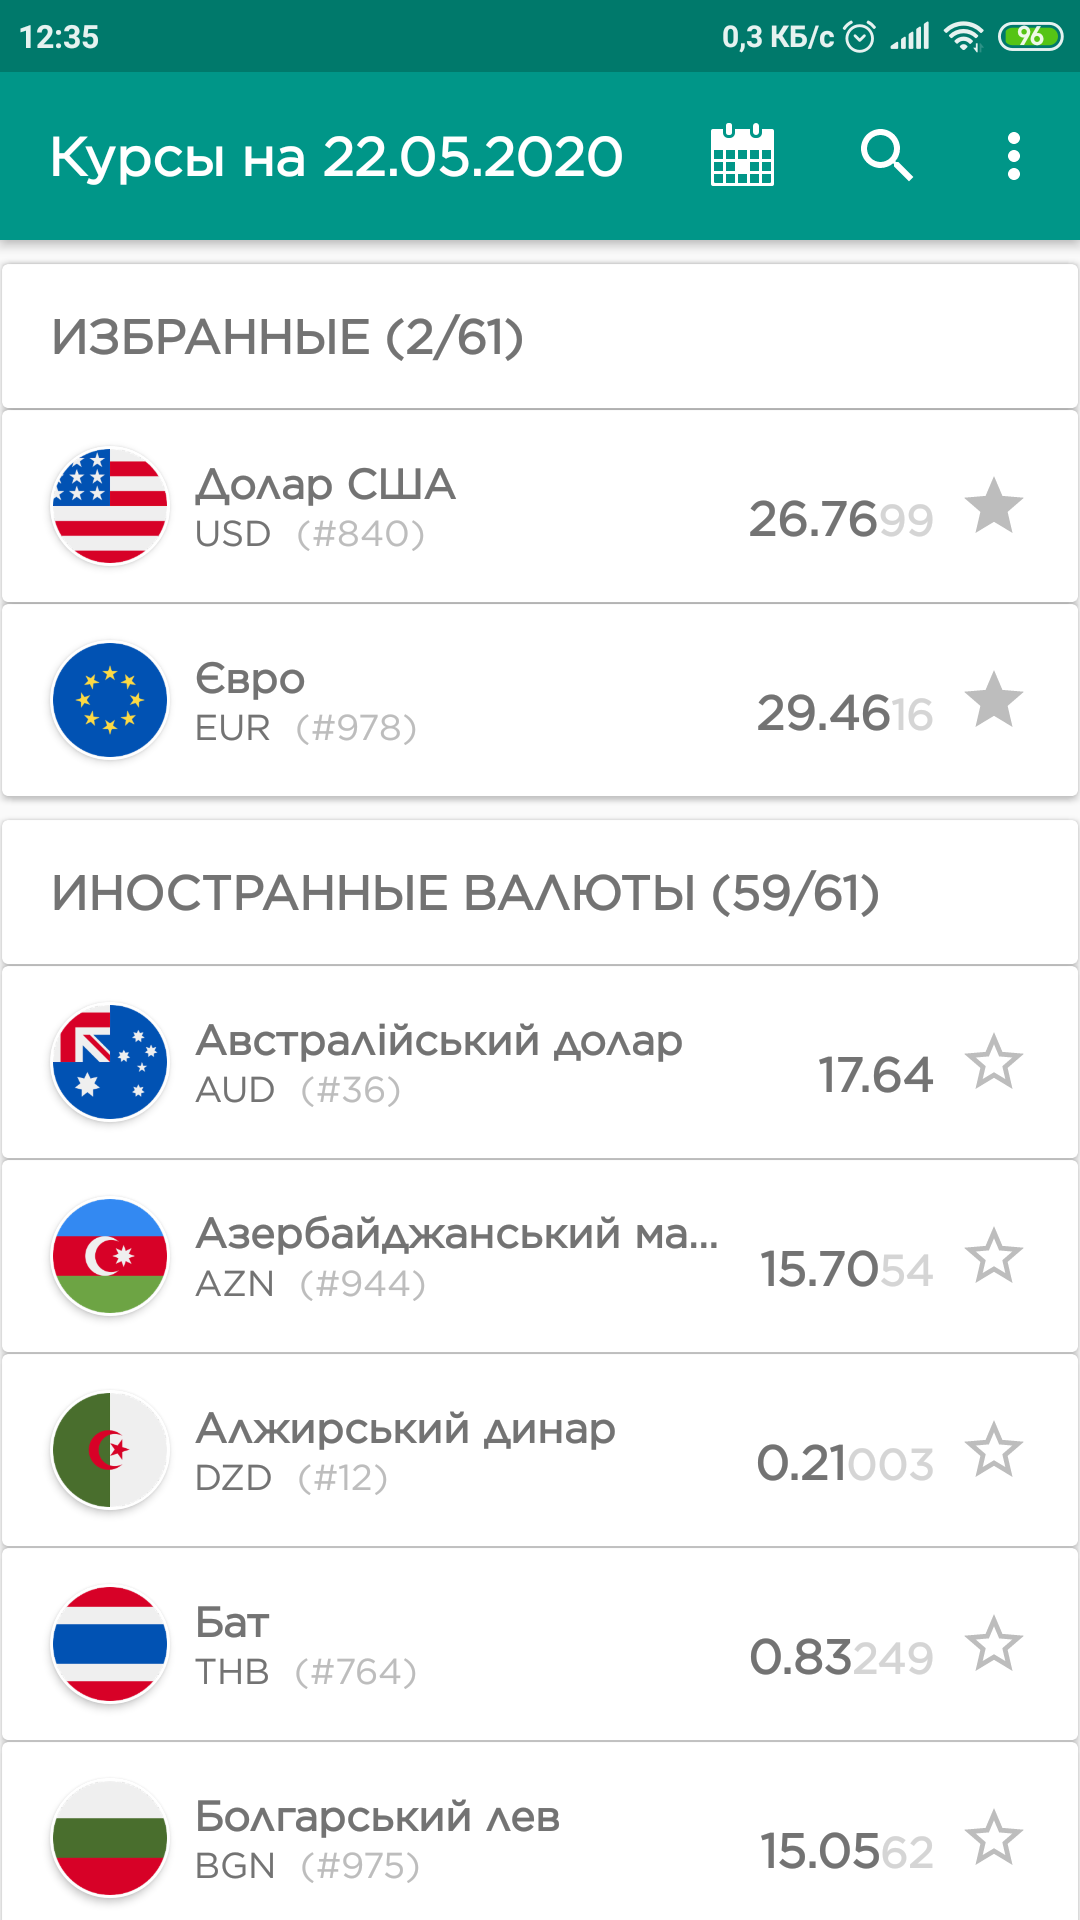 12:35 0,3 КБ/с 96
Курсы на 22.05.2020
ИЗБРАННЫЕ (2/61)
Долар США
USD (#840)
26.7699
Євро
EUR (#978)
29.4616
ИНОСТРАННЫЕ ВАЛЮТЫ (59/61)
Австралійський долар
AUD (#36)
17.64
Азербайджанський ма...
AZN (#944)
15.7054
Алжирський динар
DZD (#12)
0.21003
Бат
THB (#764)
0.83249
Болгарський лев
BGN (#975)
15.0562